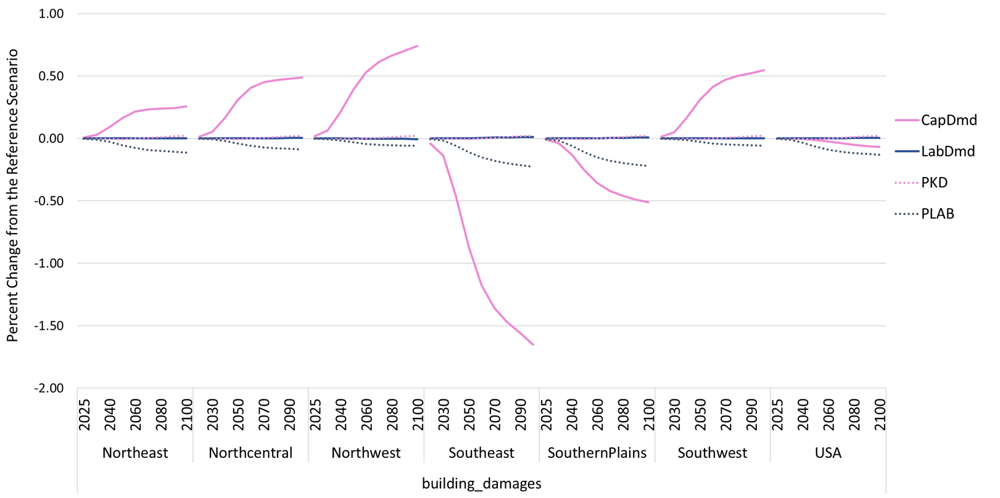 Percent Change from the Reference Scenario
1.00
0.50
0.00
-0.50
-1.00
-1.50
-2.00
2025 2040 2060 2080 2100 2030 2050 2070 2090 2025 2040 2060 2080 2100 2030 2050 2070 2090 2025 2040 2060 2080 2100 2030 2050 2070 2090 2025 2040 2060 2080 2100
Northeast Northcentral Northwest Southeast SouthernPlains Southwest USA
building_damages
CapDmd
LabDmd
PKD
PLAB